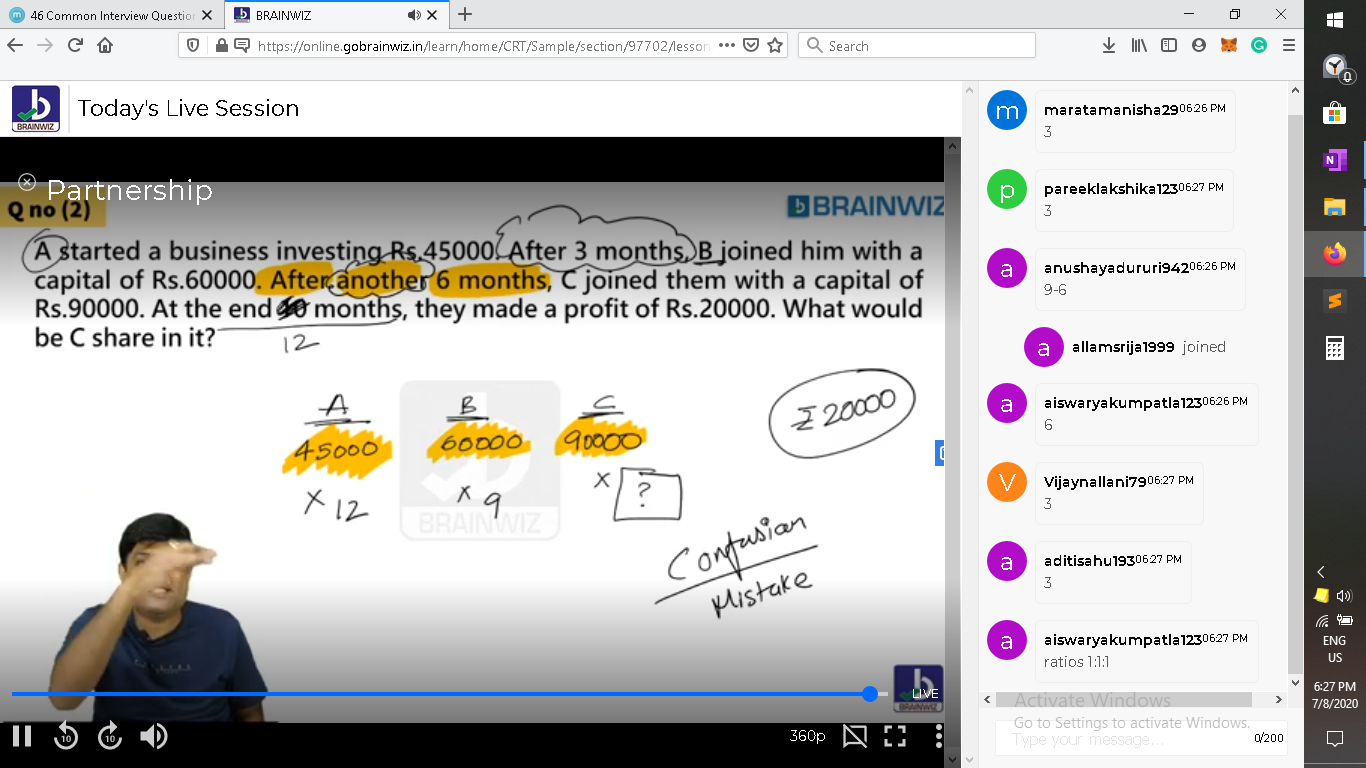 46 Common Interview Question
BRAINWIZ
https://online.gobrainwiz.in/learn/home/CRT/Sample/section/97702/lesson
Search
BRAINWIZ
Today's Live Session
Partnership
Q no (2)
BRAINWIZ
A started a business investing Rs.45000. After 3 months, B joined him with a
capital of Rs.60000. After another 6 months, C joined them with a capital of
Rs.90000. At the end months, they made a profit of Rs.20000. What would
12
be C share in it?
A B C
45000 60000 90000
₹20000
× 12 × 9 × ?
BRAINWIZ
Confusian
Mistake
BRAINWIZ
LIVE
10 10 360p
m maratamanisha29 06:26 PM
3
p pareeklakshika123 06:27 PM
3
a anushayadururi942 06:26 PM
9-6
a allamsrija1999 joined
a aiswaryakumpatla123 06:26 PM
6
V Vijaynallani79 06:27 PM
3
a aditisahu193 06:27 PM
3
a aiswaryakumpatla123 06:27 PM
ratios 1:1:1
Activate Windows
Go to Settings to activate Windows.
Type your message...
0/200
ENG
US
6:27 PM
7/8/2020